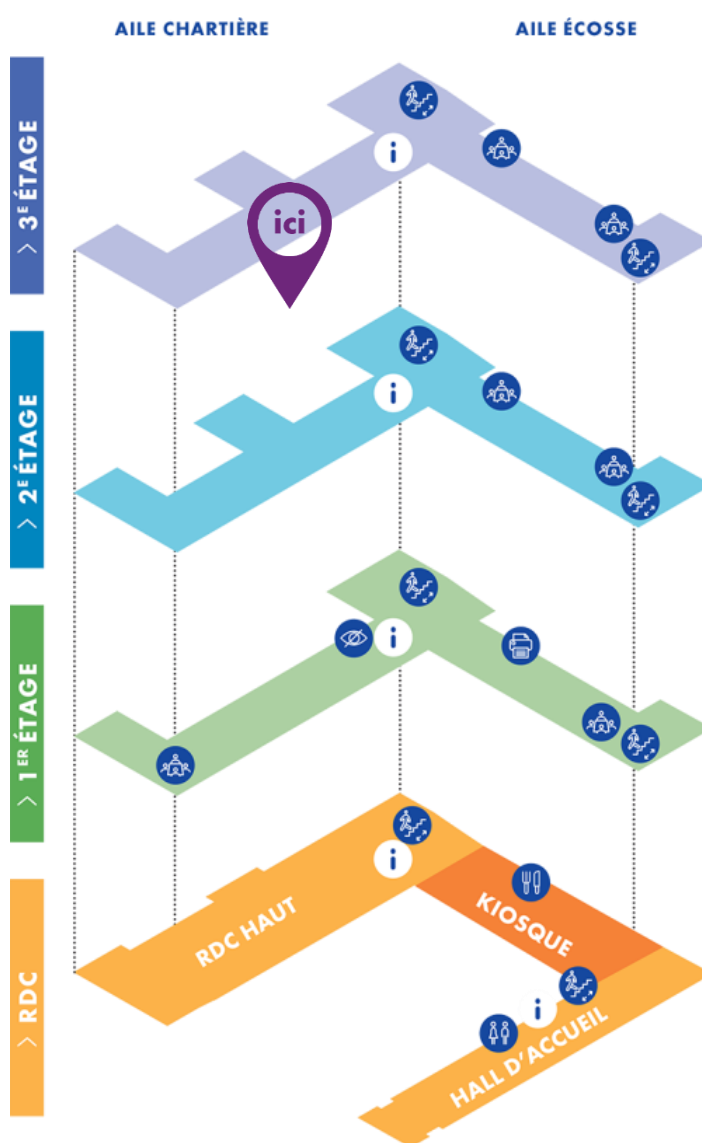 AILE CHARTIÈRE
AILE ÉCOSSE
> 3E ÉTAGE
i
ici
> 2E ÉTAGE
i
> 1ER ÉTAGE
i
> RDC
i
RDC HAUT
KIOSQUE
i
HALL D'ACCUEIL